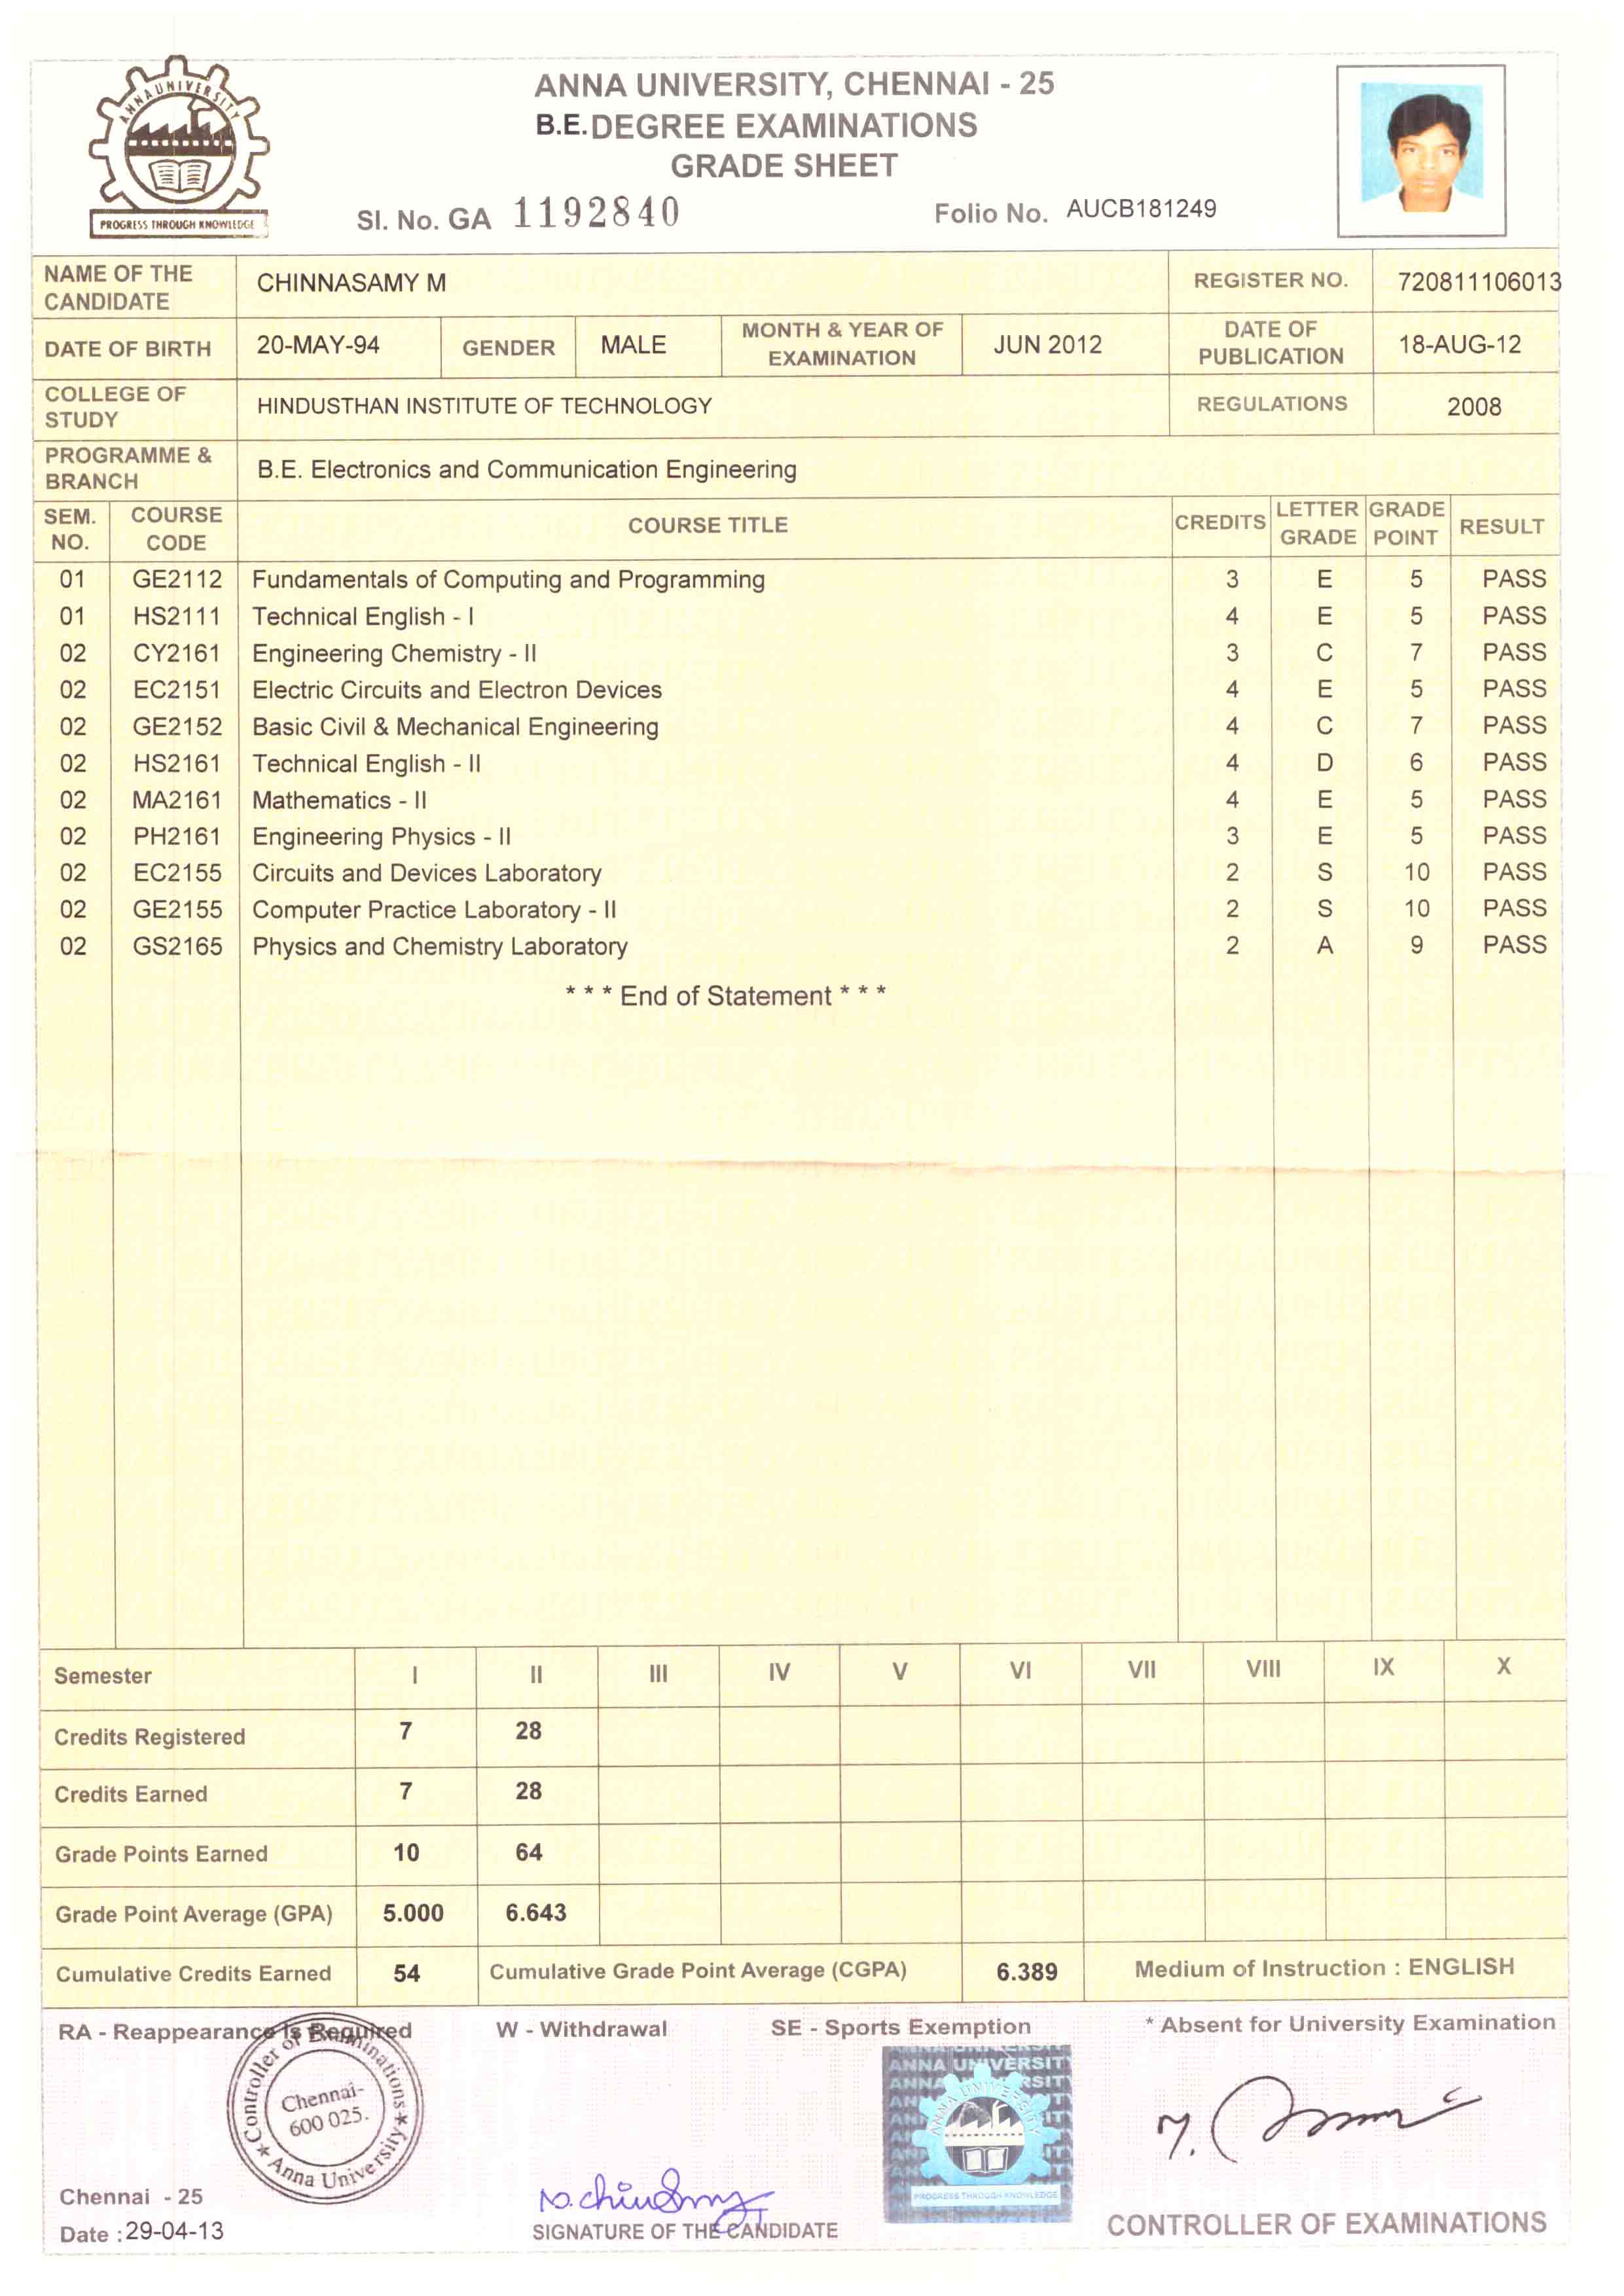 ANNA UNIVERSITY
PROGRESS THROUGH KNOWLEDGE
ANNA UNIVERSITY, CHENNAI - 25
B.E. DEGREE EXAMINATIONS
GRADE SHEET
Sl. No. GA 1192840 Folio No. AUCB181249
NAME OF THE CANDIDATE CHINNASAMY M REGISTER NO. 720811106013
DATE OF BIRTH 20-MAY-94 GENDER MALE MONTH & YEAR OF EXAMINATION JUN 2012 DATE OF PUBLICATION 18-AUG-12
COLLEGE OF STUDY HINDUSTHAN INSTITUTE OF TECHNOLOGY REGULATIONS 2008
PROGRAMME & BRANCH B.E. Electronics and Communication Engineering
SEM. NO. COURSE CODE COURSE TITLE CREDITS LETTER GRADE GRADE POINT RESULT
01 GE2112 Fundamentals of Computing and Programming 3 E 5 PASS
01 HS2111 Technical English - I 4 E 5 PASS
02 CY2161 Engineering Chemistry - II 3 C 7 PASS
02 EC2151 Electric Circuits and Electron Devices 4 E 5 PASS
02 GE2152 Basic Civil & Mechanical Engineering 4 C 7 PASS
02 HS2161 Technical English - II 4 D 6 PASS
02 MA2161 Mathematics - II 4 E 5 PASS
02 PH2161 Engineering Physics - II 3 E 5 PASS
02 EC2155 Circuits and Devices Laboratory 2 S 10 PASS
02 GE2155 Computer Practice Laboratory - II 2 S 10 PASS
02 GS2165 Physics and Chemistry Laboratory 2 A 9 PASS
* * * End of Statement * * *
Semester I II III IV V VI VII VIII IX X
Credits Registered 7 28
Credits Earned 7 28
Grade Points Earned 10 64
Grade Point Average (GPA) 5.000 6.643
Cumulative Credits Earned 54 Cumulative Grade Point Average (CGPA) 6.389 Medium of Instruction : ENGLISH
RA - Reappearance is Required W - Withdrawal SE - Sports Exemption * Absent for University Examination
Controller of Examinations
Chennai-
600 025.
Anna University
ANNA UNIVERSITY
PROGRESS THROUGH KNOWLEDGE
Chennai - 25
Date : 29-04-13
SIGNATURE OF THE CANDIDATE
CONTROLLER OF EXAMINATIONS